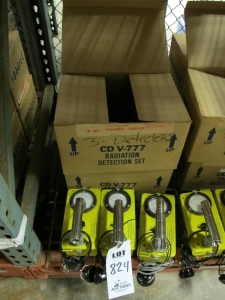 3- Detectors
UP
UP
CD V-777
RADIATION
DETECTION SET
LOT
824